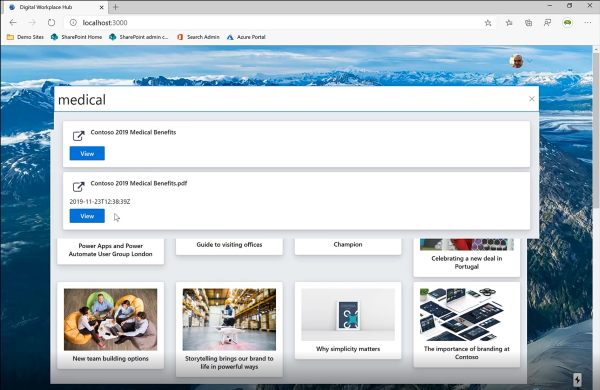 Digital Workplace Hub
localhost:3000
Demo Sites
SharePoint Home
SharePoint admin c...
Search Admin
Azure Portal
medical
Contoso 2019 Medical Benefits
View
Contoso 2019 Medical Benefits.pdf
2019-11-23T12:38:39Z
View
Power Apps and Power
Automate User Group London
Guide to visiting offices
Champion
Celebrating a new deal in
Portugal
New team building options
Storytelling brings our brand to
life in powerful ways
Why simplicity matters
The importance of branding at
Contoso